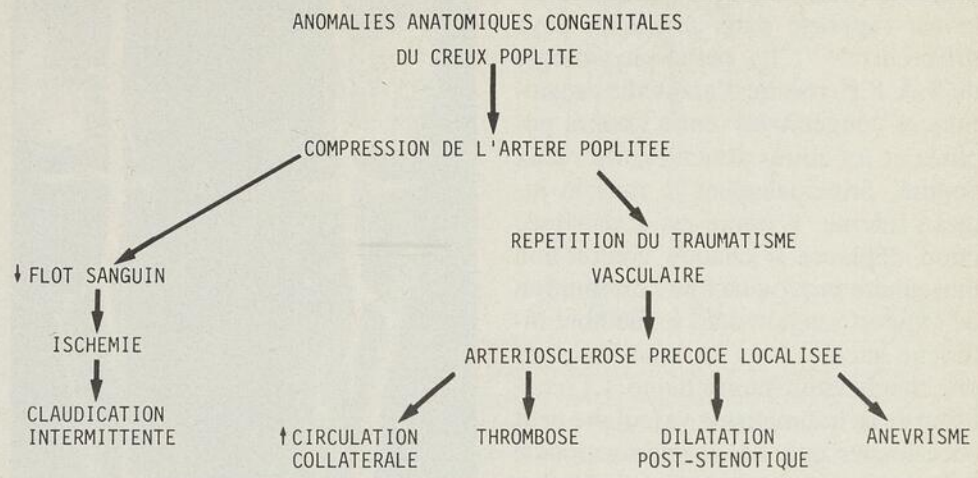 ANOMALIES ANATOMIQUES CONGENITALES
DU CREUX POPLITE
COMPRESSION DE L'ARTERE POPLITEE
REPETITION DU TRAUMATISME
VASCULAIRE
↓ FLOT SANGUIN
ISCHEMIE
ARTERIOSCLEROSE PRECOCE LOCALISEE
CLAUDICATION
INTERMITTENTE
↑ CIRCULATION
COLLATERALE
THROMBOSE
DILATATION
POST-STENOTIQUE
ANEVRISME